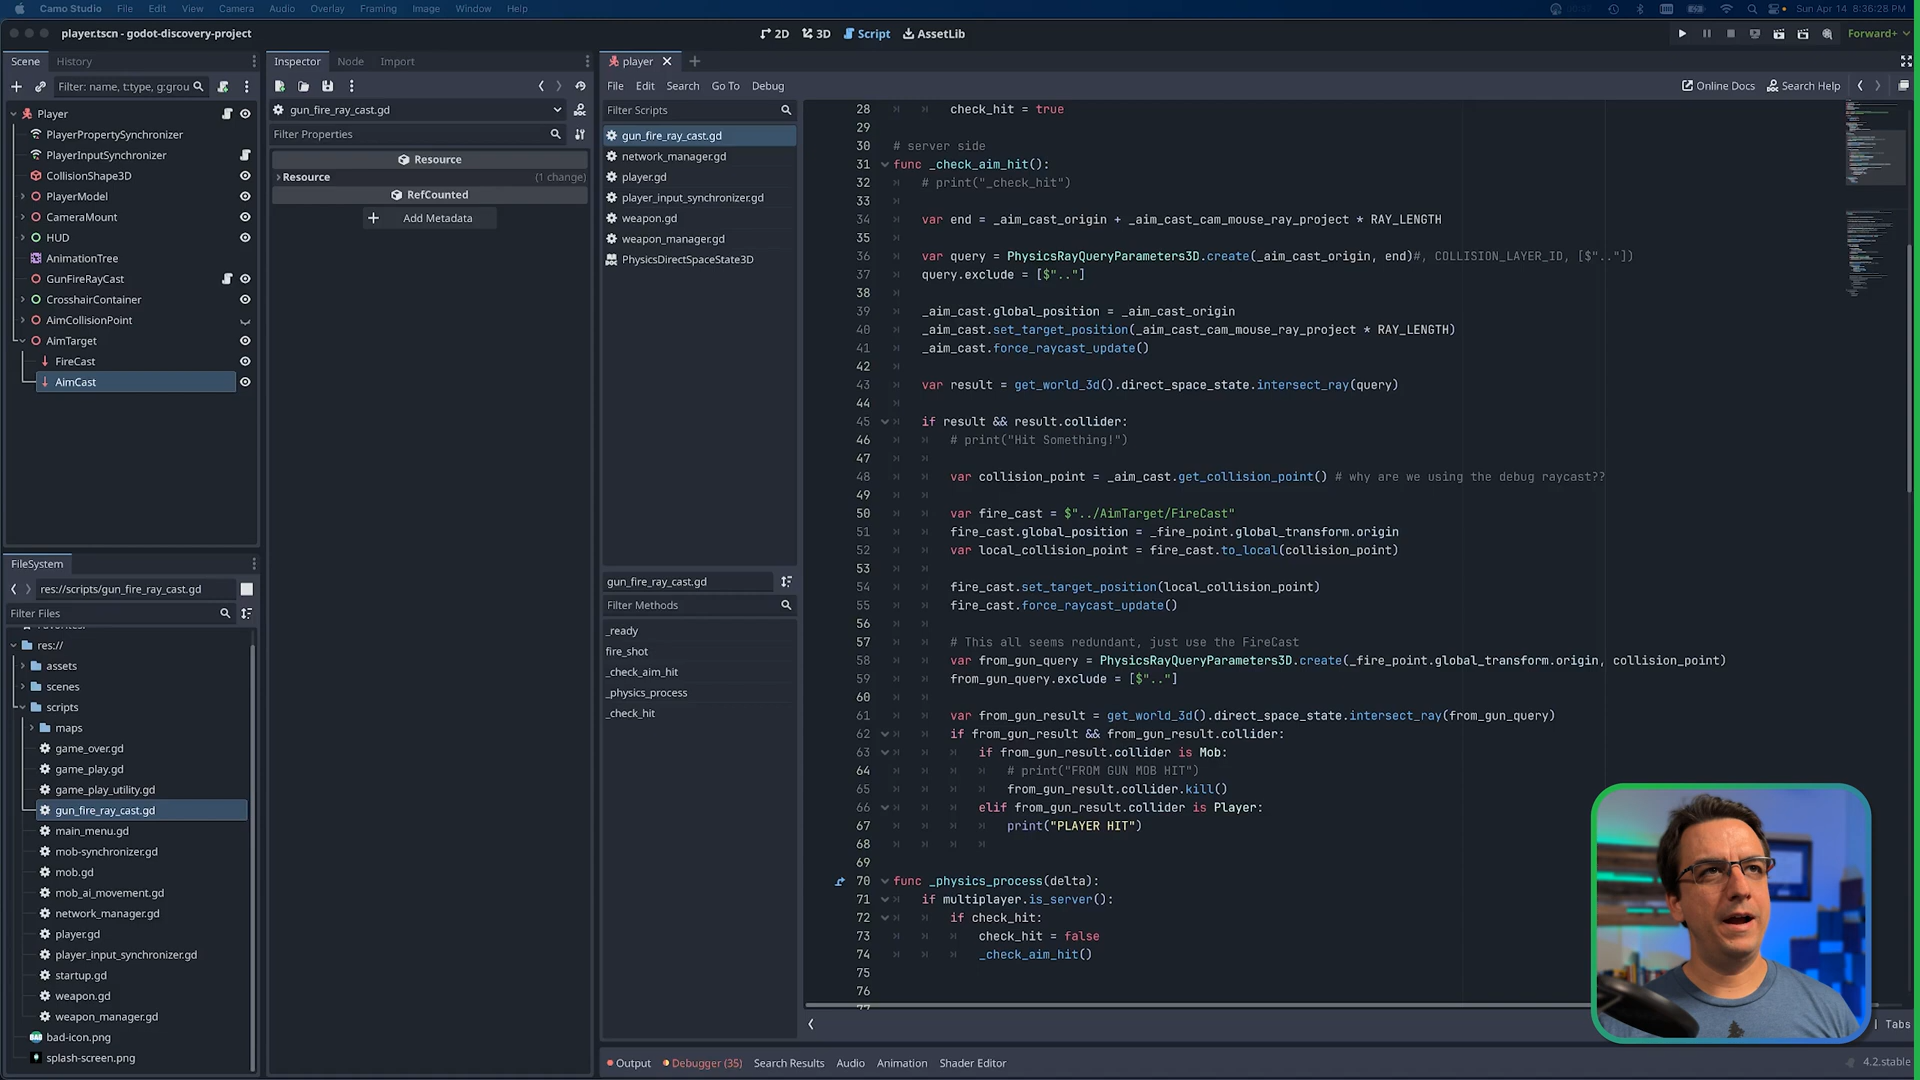 Camo Studio File Edit View Camera Audio Overlay Framing Image Window Help Sun Apr 14 8:36:28 PM
player.tscn - godot-discovery-project
2D 3D Script AssetLib
Forward+
Scene History
Filter: name, t:type, g:grou
Player
PlayerPropertySynchronizer
PlayerInputSynchronizer
CollisionShape3D
PlayerModel
CameraMount
HUD
AnimationTree
GunFireRayCast
CrosshairContainer
AimCollisionPoint
AimTarget
FireCast
AimCast
FileSystem
res://scripts/gun_fire_ray_cast.gd
Filter Files
res://
assets
scenes
scripts
maps
game_over.gd
game_play.gd
game_play_utility.gd
gun_fire_ray_cast.gd
main_menu.gd
mob-synchronizer.gd
mob.gd
mob_ai_movement.gd
network_manager.gd
player.gd
player_input_synchronizer.gd
startup.gd
weapon.gd
weapon_manager.gd
bad-icon.png
splash-screen.png
Inspector Node Import
gun_fire_ray_cast.gd
Filter Properties
Resource
Resource (1 change)
RefCounted
Add Metadata
player
File Edit Search Go To Debug
Online Docs Search Help
Filter Scripts
gun_fire_ray_cast.gd
network_manager.gd
player.gd
player_input_synchronizer.gd
weapon.gd
weapon_manager.gd
PhysicsDirectSpaceState3D
gun_fire_ray_cast.gd
Filter Methods
_ready
fire_shot
_check_aim_hit
_physics_process
_check_hit
28 check_hit = true
29
30 # server side
31 func _check_aim_hit():
32 # print("_check_hit")
33
34 var end = _aim_cast_origin + _aim_cast_cam_mouse_ray_project * RAY_LENGTH
35
36 var query = PhysicsRayQueryParameters3D.create(_aim_cast_origin, end)#, COLLISION_LAYER_ID, [$".."])
37 query.exclude = [$".."]
38
39 _aim_cast.global_position = _aim_cast_origin
40 _aim_cast.set_target_position(_aim_cast_cam_mouse_ray_project * RAY_LENGTH)
41 _aim_cast.force_raycast_update()
42
43 var result = get_world_3d().direct_space_state.intersect_ray(query)
44
45 if result && result.collider:
46 # print("Hit Something!")
47
48 var collision_point = _aim_cast.get_collision_point() # why are we using the debug raycast??
49
50 var fire_cast = $"../AimTarget/FireCast"
51 fire_cast.global_position = _fire_point.global_transform.origin
52 var local_collision_point = fire_cast.to_local(collision_point)
53
54 fire_cast.set_target_position(local_collision_point)
55 fire_cast.force_raycast_update()
56
57 # This all seems redundant, just use the FireCast
58 var from_gun_query = PhysicsRayQueryParameters3D.create(_fire_point.global_transform.origin, collision_point)
59 from_gun_query.exclude = [$".."]
60
61 var from_gun_result = get_world_3d().direct_space_state.intersect_ray(from_gun_query)
62 if from_gun_result && from_gun_result.collider:
63 if from_gun_result.collider is Mob:
64 # print("FROM GUN MOB HIT")
65 from_gun_result.collider.kill()
66 elif from_gun_result.collider is Player:
67 print("PLAYER HIT")
68
69
70 func _physics_process(delta):
71 if multiplayer.is_server():
72 if check_hit:
73 check_hit = false
74 _check_aim_hit()
75
76
Tabs
Output Debugger (35) Search Results Audio Animation Shader Editor
4.2.stable